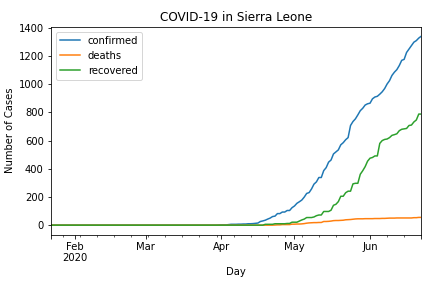 COVID-19 in Sierra Leone
confirmed
deaths
recovered
1400
1200
1000
800
600
400
200
0
Number of Cases
Feb
2020
Mar
Apr
May
Jun
Day